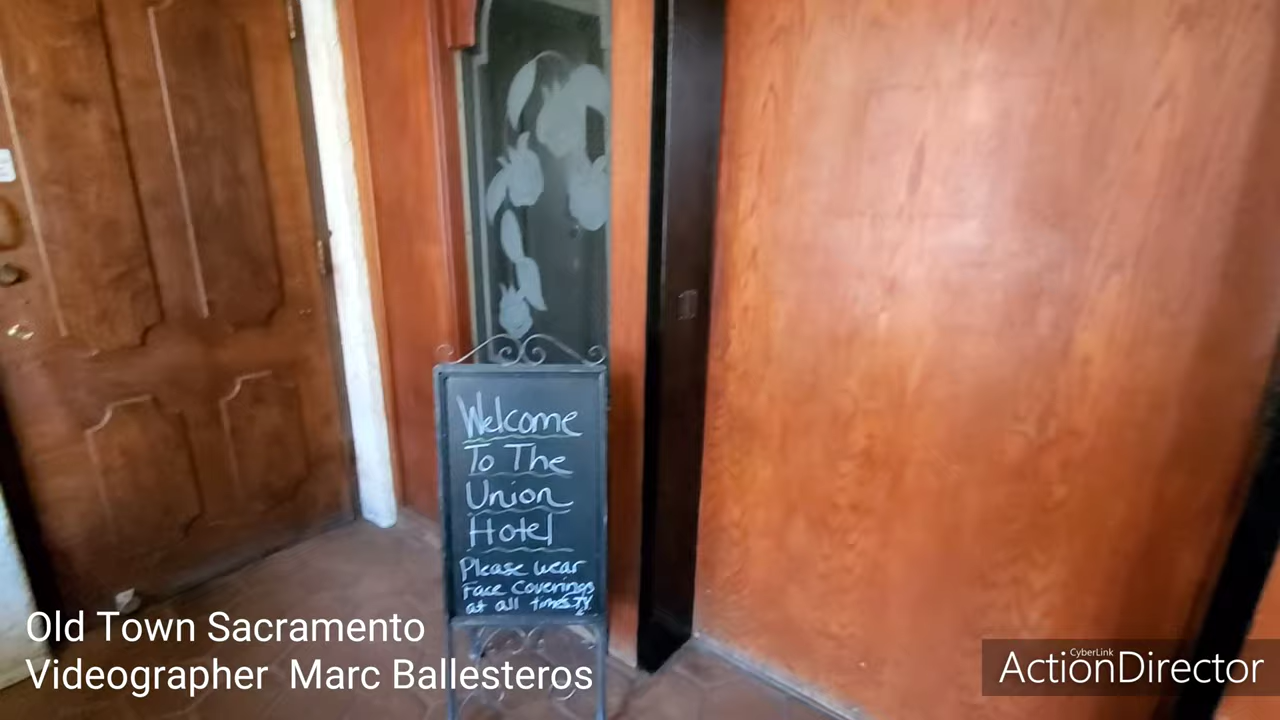 Welcome
To The
Union
Hotel
Please wear
Face Coverings
at all times. TY.
Old Town Sacramento
Videographer  Marc Ballesteros
CyberLink
ActionDirector